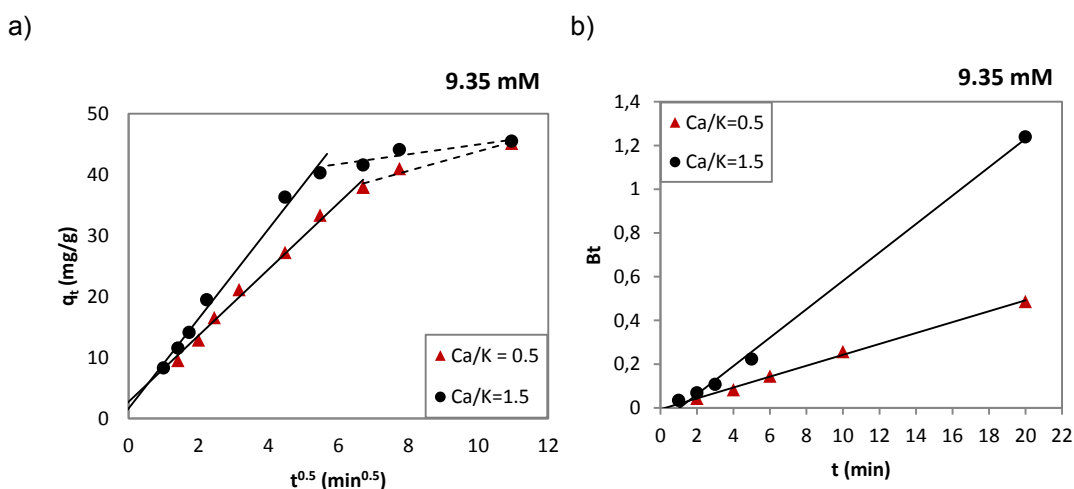 a)
9.35 mM
50
40
30
20
10
0
0 2 4 6 8 10 12
qt (mg/g)
t0.5 (min0.5)
Ca/K = 0.5
Ca/K=1.5
b)
9.35 mM
1,4
1,2
1
0,8
0,6
0,4
0,2
0
0 2 4 6 8 10 12 14 16 18 20 22
Bt
t (min)
Ca/K=0.5
Ca/K=1.5